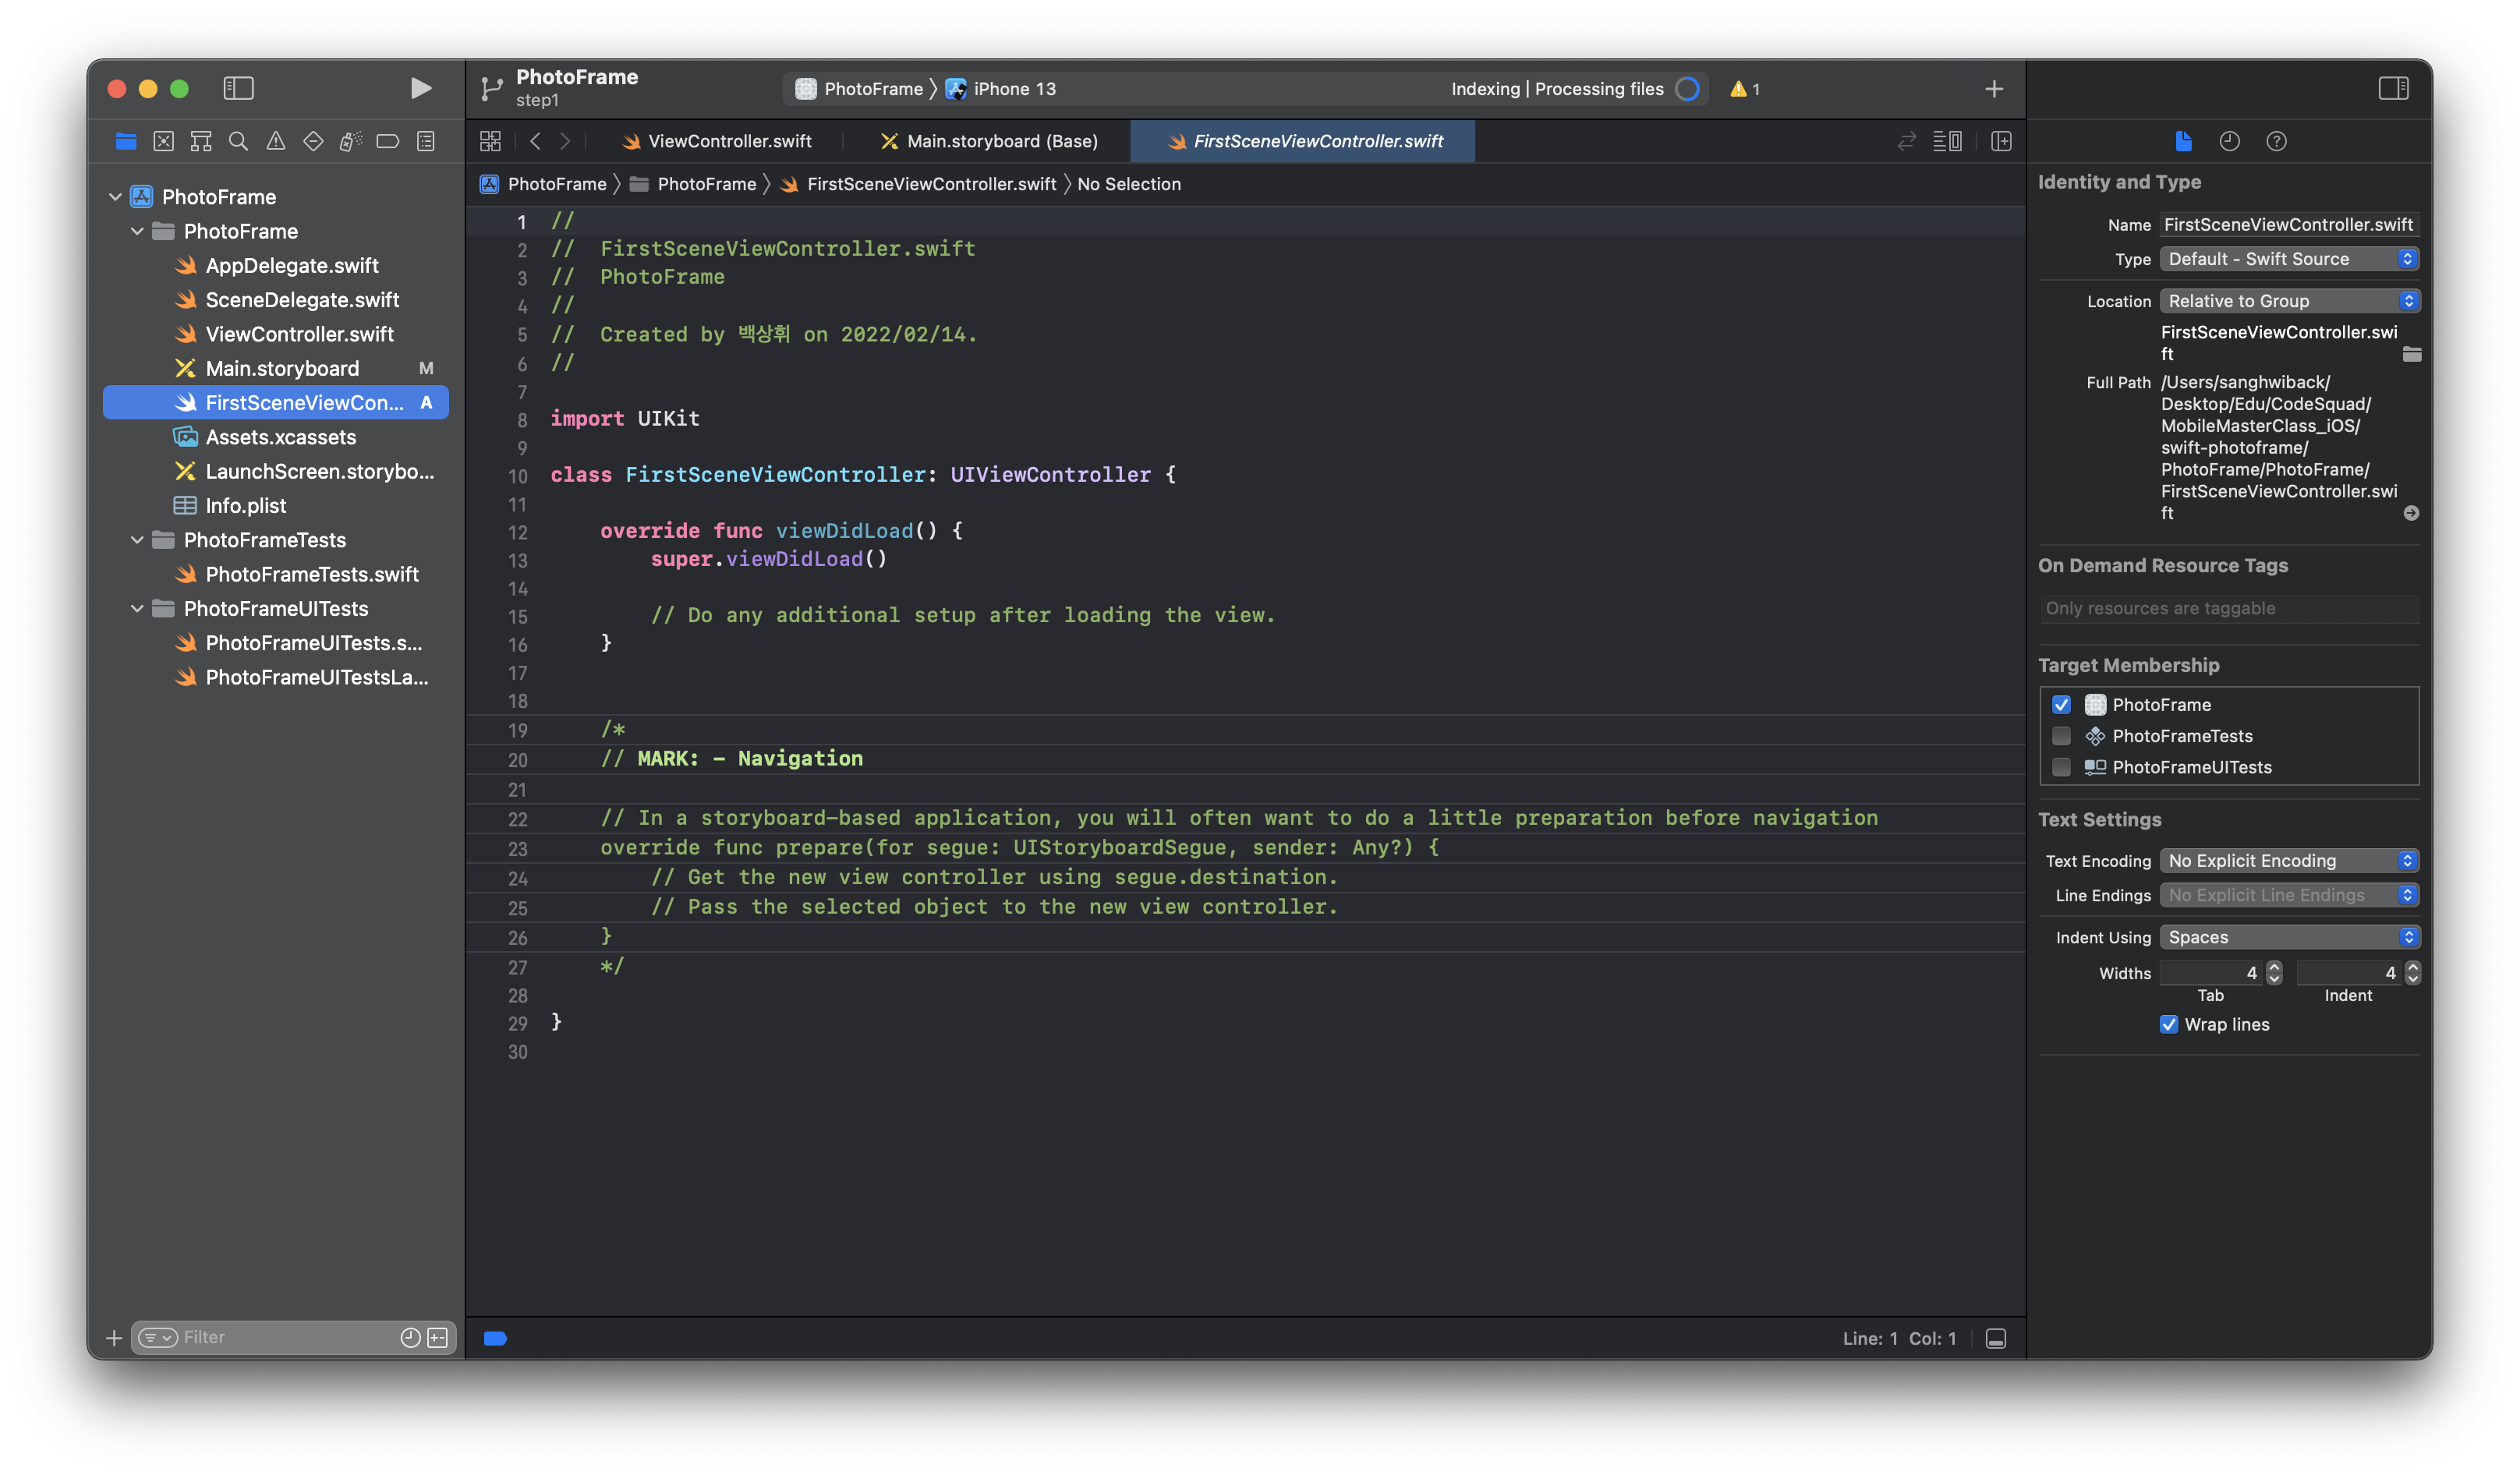 PhotoFrame
step1
PhotoFrame
iPhone 13
Indexing | Processing files
1
ViewController.swift
Main.storyboard (Base)
FirstSceneViewController.swift
PhotoFrame
PhotoFrame
FirstSceneViewController.swift
No Selection
PhotoFrame
PhotoFrame
AppDelegate.swift
SceneDelegate.swift
ViewController.swift
Main.storyboard M
FirstSceneViewCon... A
Assets.xcassets
LaunchScreen.storybo...
Info.plist
PhotoFrameTests
PhotoFrameTests.swift
PhotoFrameUITests
PhotoFrameUITests.s...
PhotoFrameUITestsLa...
Filter
1 //
2 //  FirstSceneViewController.swift
3 //  PhotoFrame
4 //
5 //  Created by 백상휘 on 2022/02/14.
6 //
7
8 import UIKit
9
10 class FirstSceneViewController: UIViewController {
11
12     override func viewDidLoad() {
13         super.viewDidLoad()
14
15         // Do any additional setup after loading the view.
16     }
17
18
19     /*
20     // MARK: - Navigation
21
22     // In a storyboard-based application, you will often want to do a little preparation before navigation
23     override func prepare(for segue: UIStoryboardSegue, sender: Any?) {
24         // Get the new view controller using segue.destination.
25         // Pass the selected object to the new view controller.
26     }
27     */
28
29 }
30
Line: 1 Col: 1
Identity and Type
Name FirstSceneViewController.swift
Type Default - Swift Source
Location Relative to Group
FirstSceneViewController.swi
ft
Full Path /Users/sanghwiback/
Desktop/Edu/CodeSquad/
MobileMasterClass_iOS/
swift-photoframe/
PhotoFrame/PhotoFrame/
FirstSceneViewController.swi
ft
On Demand Resource Tags
Only resources are taggable
Target Membership
PhotoFrame
PhotoFrameTests
PhotoFrameUITests
Text Settings
Text Encoding No Explicit Encoding
Line Endings No Explicit Line Endings
Indent Using Spaces
Widths 4 4
Tab Indent
Wrap lines